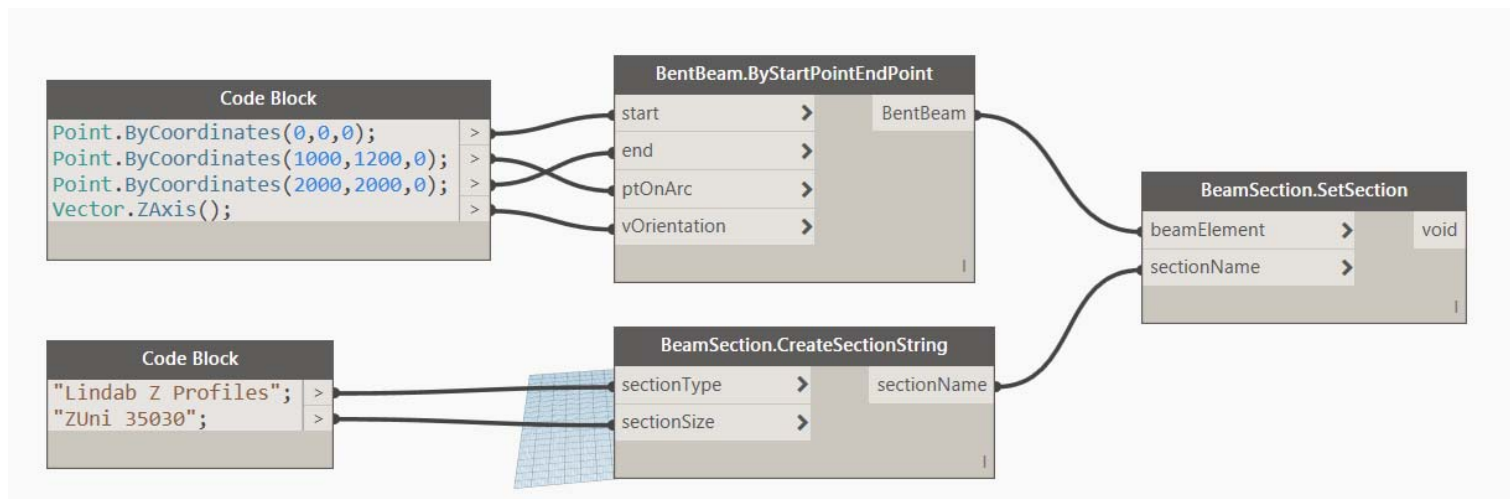 Code Block
Point.ByCoordinates(0,0,0); >
Point.ByCoordinates(1000,1200,0); >
Point.ByCoordinates(2000,2000,0); >
Vector.ZAxis(); >
BentBeam.ByStartPointEndPoint
start > BentBeam
end >
ptOnArc >
vOrientation >
l
BeamSection.SetSection
beamElement > void
sectionName >
l
Code Block
"Lindab Z Profiles"; >
"ZUni 35030"; >
BeamSection.CreateSectionString
sectionType > sectionName
sectionSize >
l